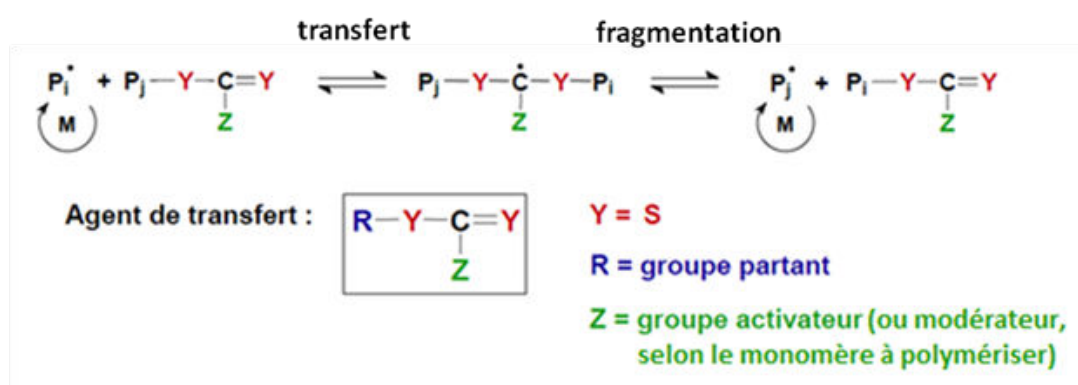 transfert fragmentation
Pi• + Pj—Y—C=Y ⇌ Pj—Y—Ċ—Y—Pi ⇌ Pj• + Pi—Y—C=Y
M Z Z M Z
Agent de transfert : R—Y—C=Y Y = S
Z R = groupe partant
Z = groupe activateur (ou modérateur,
selon le monomère à polymériser)